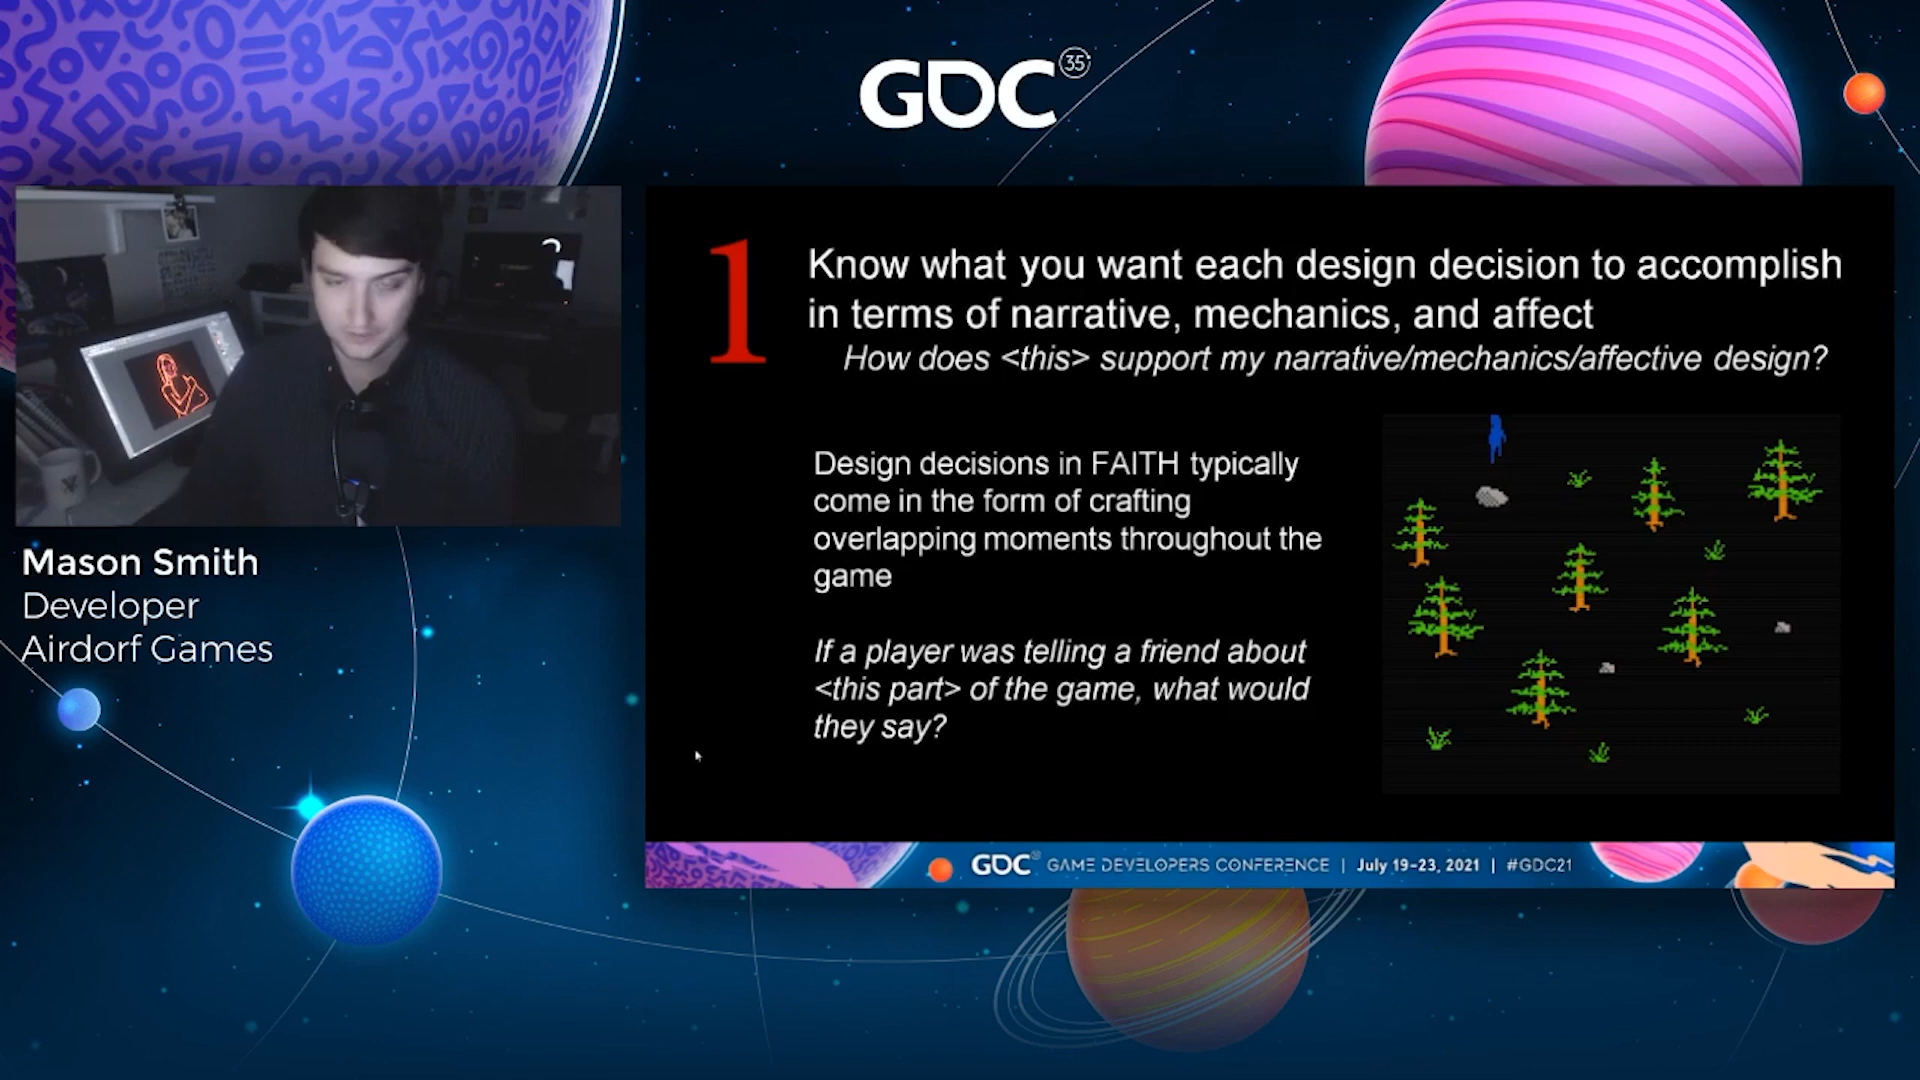 GDC 35
Mason Smith
Developer
Airdorf Games
1
Know what you want each design decision to accomplish
in terms of narrative, mechanics, and affect
How does <this> support my narrative/mechanics/affective design?
Design decisions in FAITH typically
come in the form of crafting
overlapping moments throughout the
game
If a player was telling a friend about
<this part> of the game, what would
they say?
GDC GAME DEVELOPERS CONFERENCE | July 19-23, 2021 | #GDC21